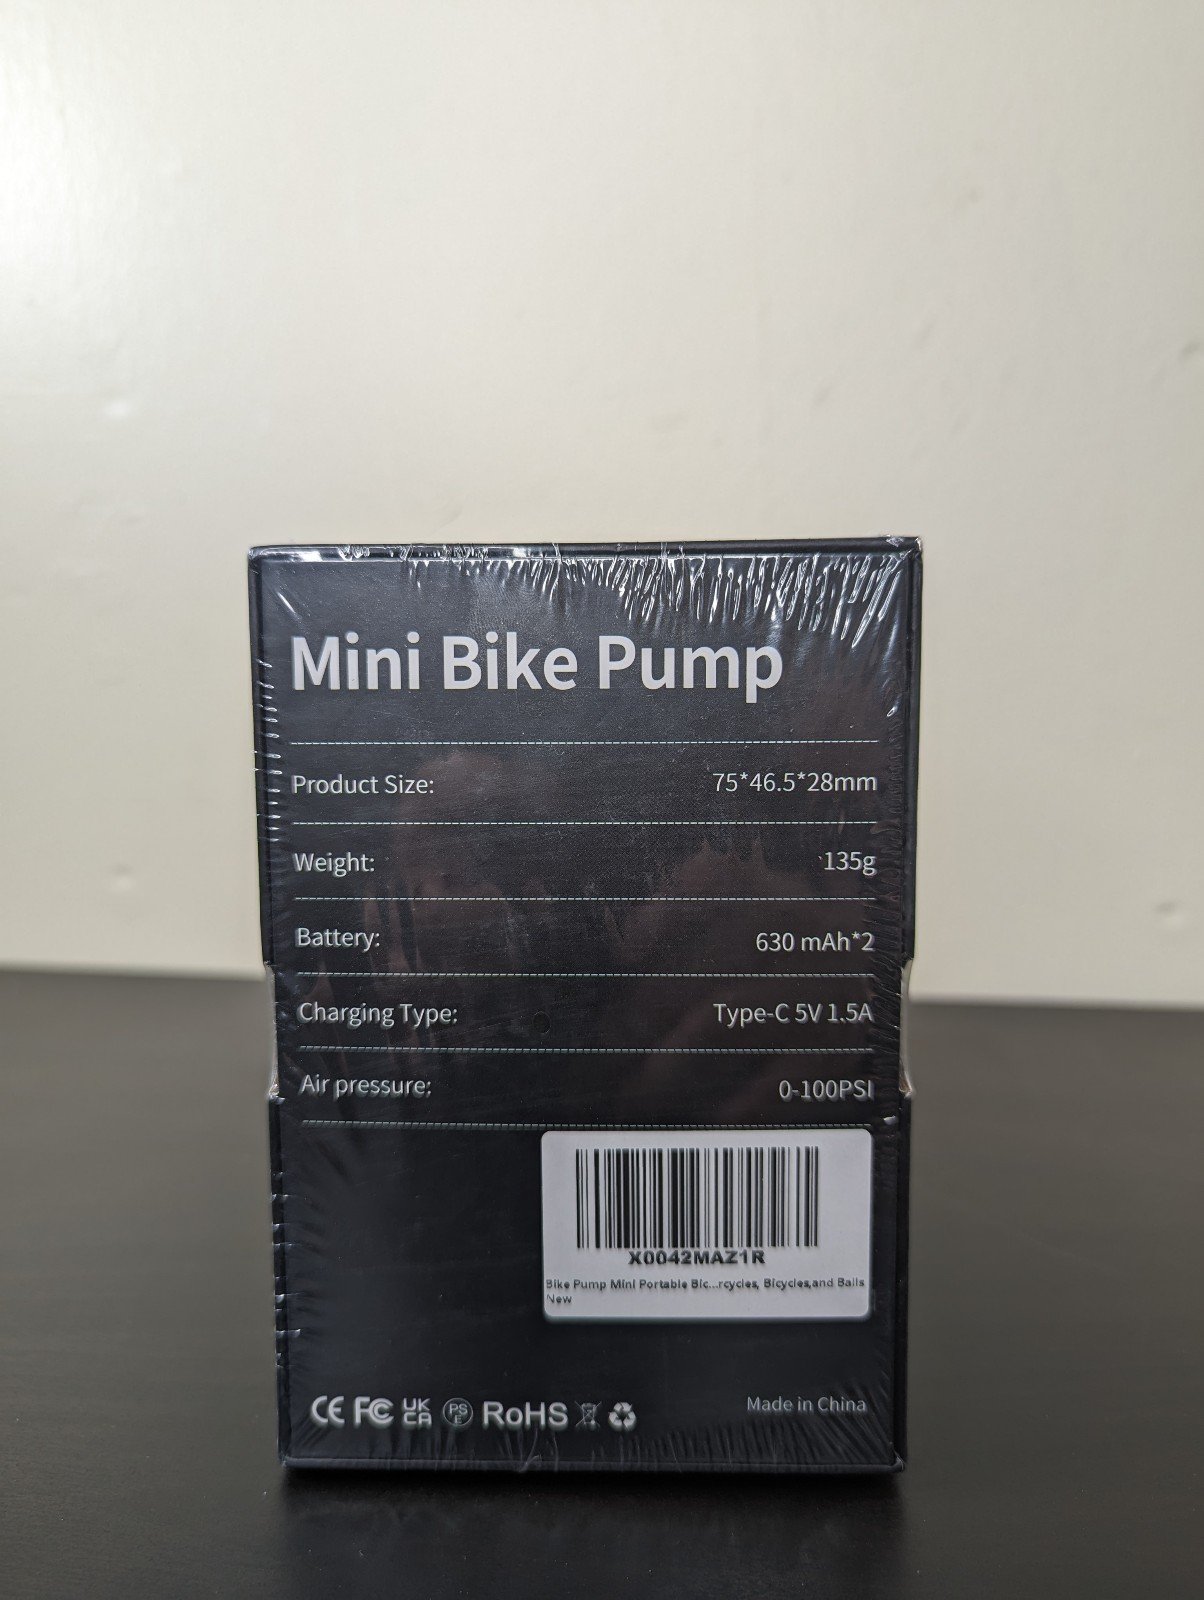 Mini Bike Pump
Product Size: 75*46.5*28mm
Weight: 135g
Battery: 630 mAh*2
Charging Type: Type-C 5V 1.5A
Air pressure: 0-100PSI
X0042MAZ1R
Bike Pump Mini Portable Bic...rcycles, Bicycles,and Balls
New
CE FC UK CA PS E RoHS
Made in China